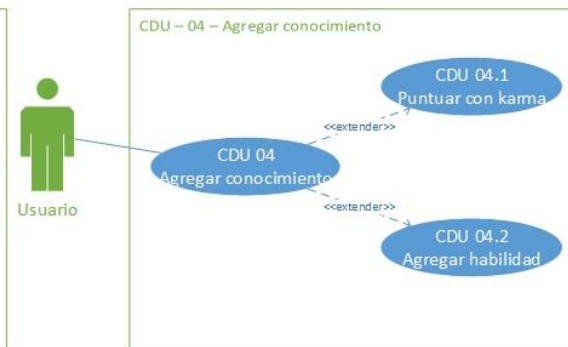 CDU – 04 – Agregar conocimiento
CDU 04.1
Puntuar con karma
<<extender>>
CDU 04
Agregar conocimiento
Usuario
<<extender>>
CDU 04.2
Agregar habilidad